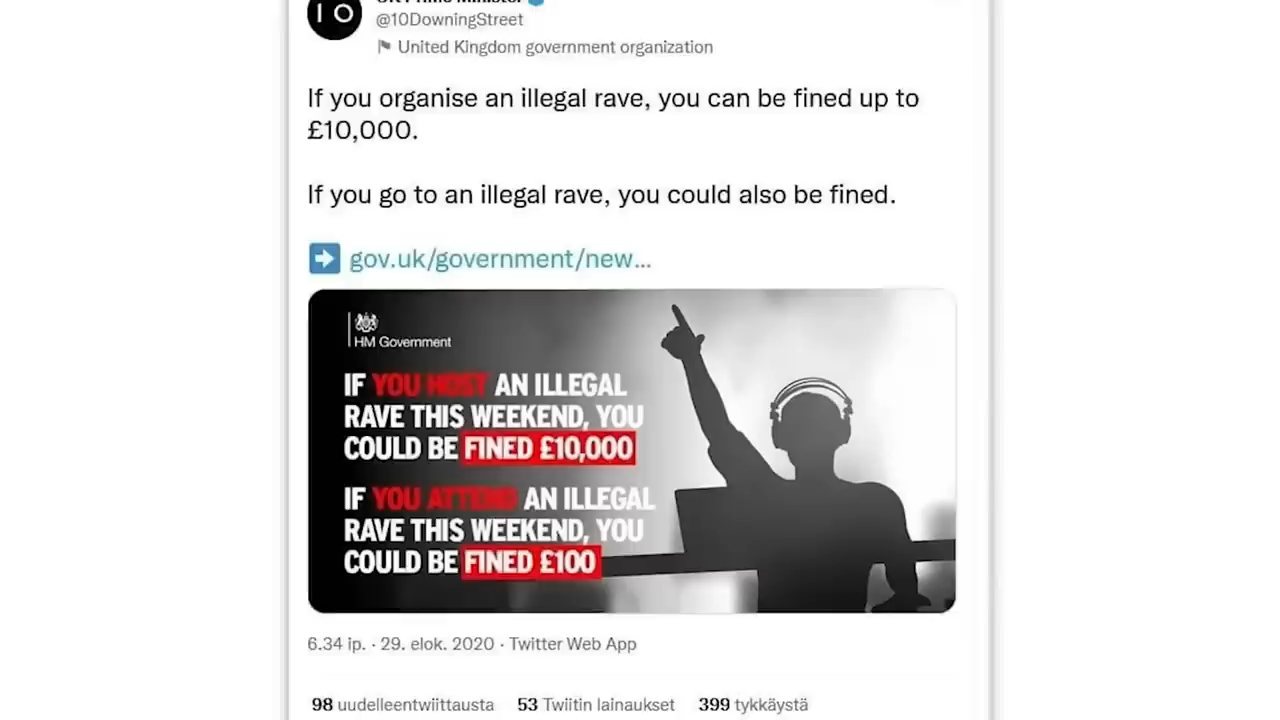 @10DowningStreet
United Kingdom government organization
If you organise an illegal rave, you can be fined up to
£10,000.
If you go to an illegal rave, you could also be fined.
gov.uk/government/new...
HM Government
IF YOU HOST AN ILLEGAL
RAVE THIS WEEKEND, YOU
COULD BE FINED £10,000
IF YOU ATTEND AN ILLEGAL
RAVE THIS WEEKEND, YOU
COULD BE FINED £100
6.34 ip. · 29. elok. 2020 · Twitter Web App
98 uudelleentwiittausta 53 Twiitin lainaukset 399 tykkäystä